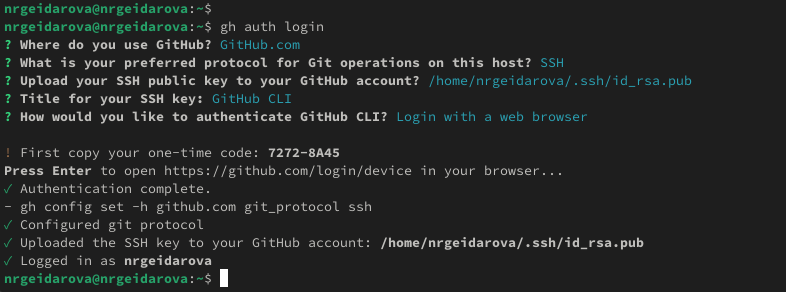 nrgeidarova@nrgeidarova:~$
nrgeidarova@nrgeidarova:~$ gh auth login
? Where do you use GitHub? GitHub.com
? What is your preferred protocol for Git operations on this host? SSH
? Upload your SSH public key to your GitHub account? /home/nrgeidarova/.ssh/id_rsa.pub
? Title for your SSH key: GitHub CLI
? How would you like to authenticate GitHub CLI? Login with a web browser
! First copy your one-time code: 7272-8A45
Press Enter to open https://github.com/login/device in your browser...
✓ Authentication complete.
- gh config set -h github.com git_protocol ssh
✓ Configured git protocol
✓ Uploaded the SSH key to your GitHub account: /home/nrgeidarova/.ssh/id_rsa.pub
✓ Logged in as nrgeidarova
nrgeidarova@nrgeidarova:~$